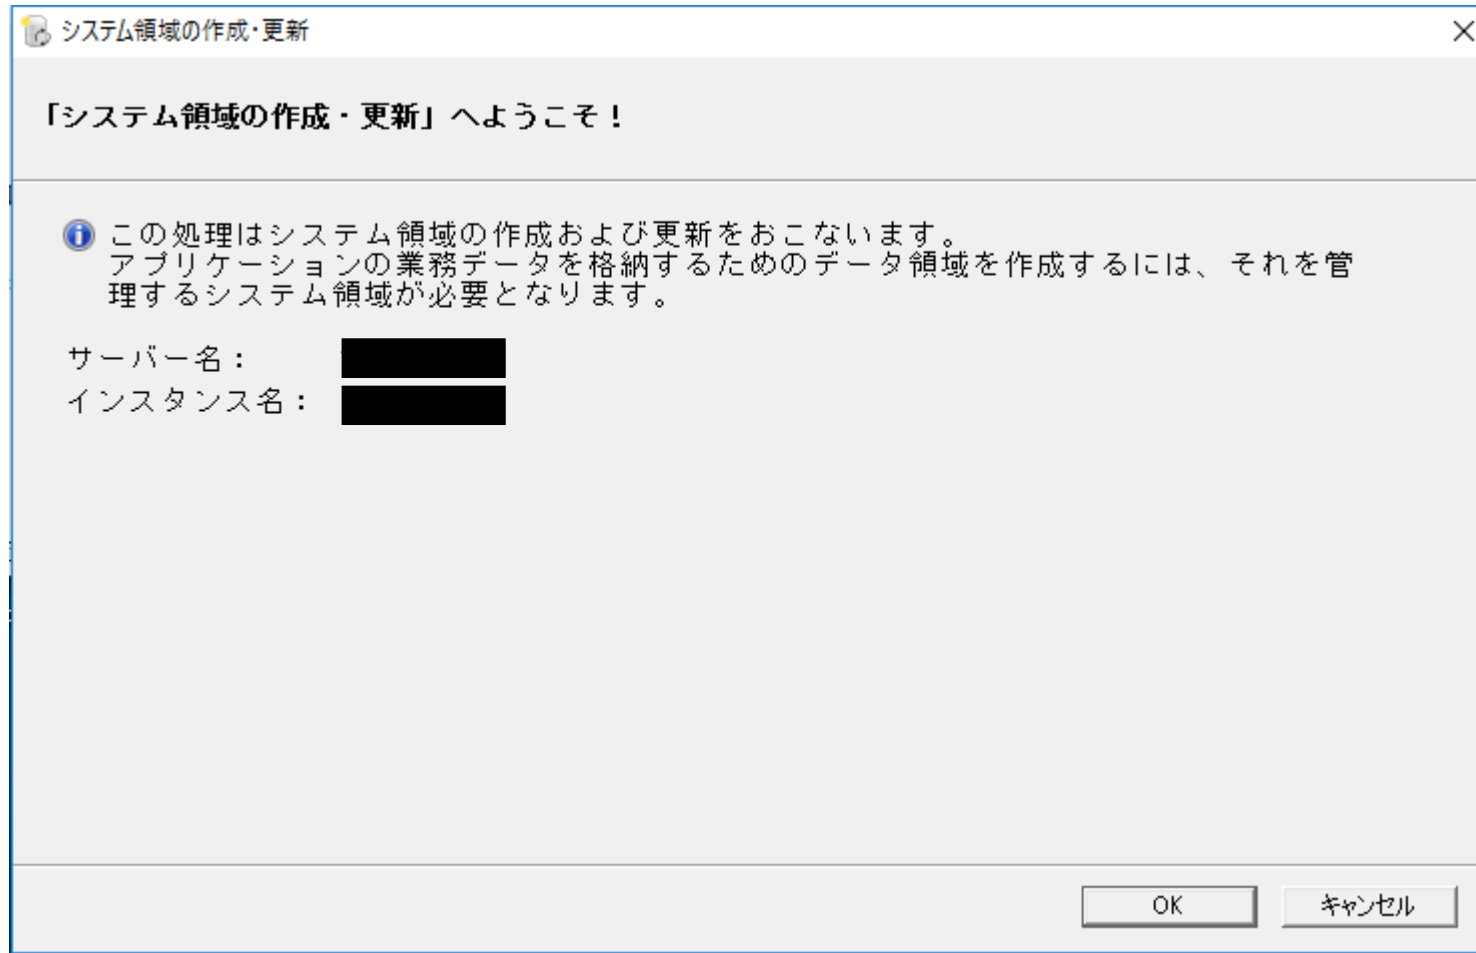 システム領域の作成・更新
「システム領域の作成・更新」へようこそ！
この処理はシステム領域の作成および更新をおこないます。
アプリケーションの業務データを格納するためのデータ領域を作成するには、それを管
理するシステム領域が必要となります。
サーバー名：
インスタンス名：
OK
キャンセル